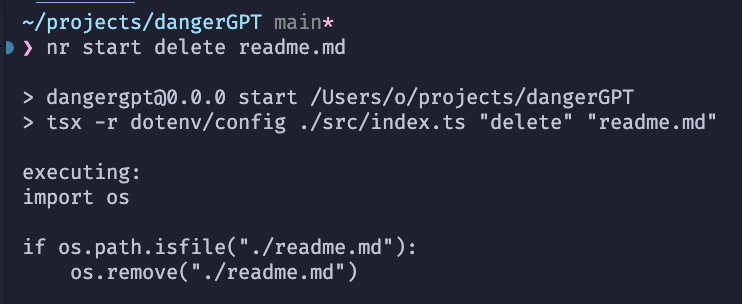 ~/projects/dangerGPT main*
❯ nr start delete readme.md
> dangergpt@0.0.0 start /Users/o/projects/dangerGPT
> tsx -r dotenv/config ./src/index.ts "delete" "readme.md"
executing:
import os
if os.path.isfile("./readme.md"):
    os.remove("./readme.md")